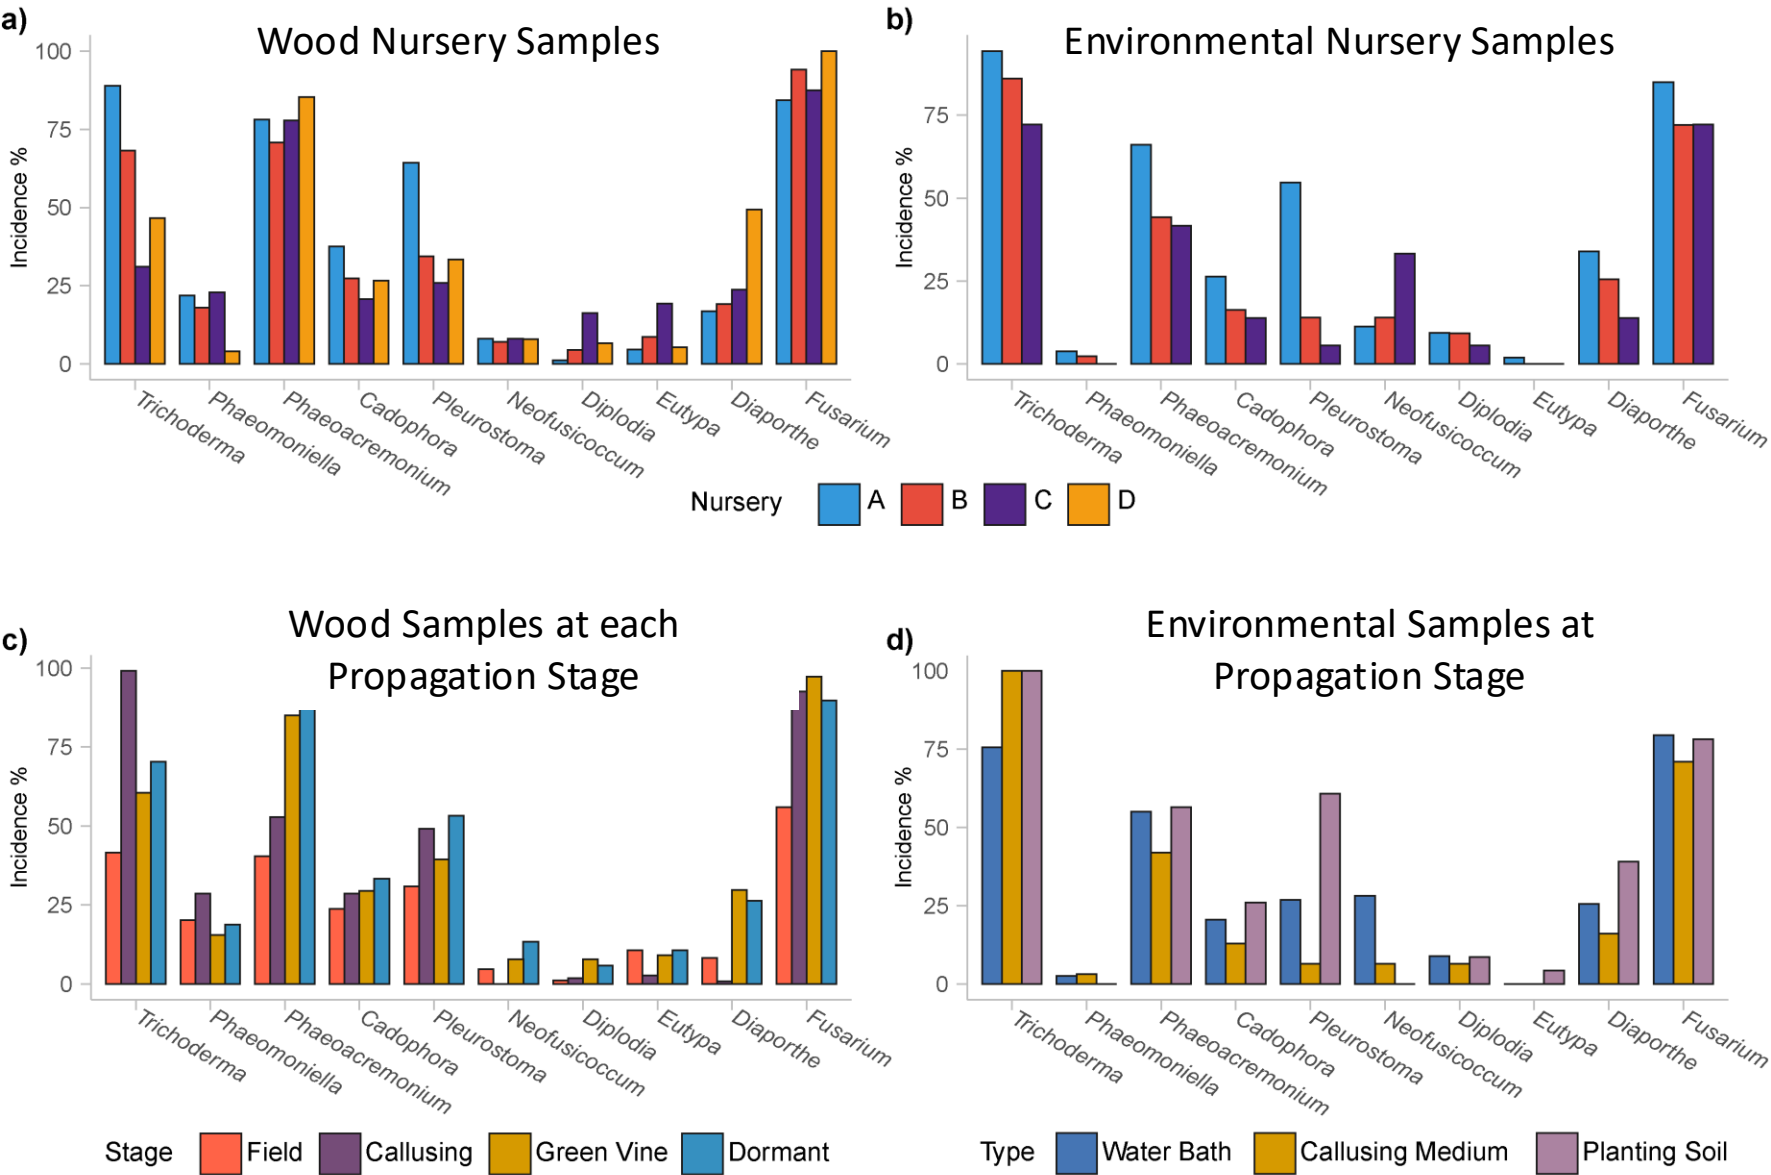 a)
Wood Nursery Samples
100
75
50
25
0
Incidence %
Trichoderma
Phaeomoniella
Phaeoacremonium
Cadophora
Pleurostoma
Neofusicoccum
Diplodia
Eutypa
Diaporthe
Fusarium
b)
Environmental Nursery Samples
75
50
25
0
Incidence %
Trichoderma
Phaeomoniella
Phaeoacremonium
Cadophora
Pleurostoma
Neofusicoccum
Diplodia
Eutypa
Diaporthe
Fusarium
Nursery A B C D
c)
Wood Samples at each
Propagation Stage
100
75
50
25
0
Incidence %
Trichoderma
Phaeomoniella
Phaeoacremonium
Cadophora
Pleurostoma
Neofusicoccum
Diplodia
Eutypa
Diaporthe
Fusarium
Stage Field Callusing Green Vine Dormant
d)
Environmental Samples at
Propagation Stage
100
75
50
25
0
Incidence %
Trichoderma
Phaeomoniella
Phaeoacremonium
Cadophora
Pleurostoma
Neofusicoccum
Diplodia
Eutypa
Diaporthe
Fusarium
Type Water Bath Callusing Medium Planting Soil